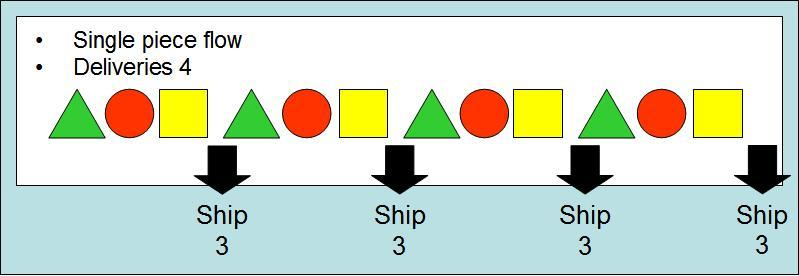 • Single piece flow
• Deliveries 4
Ship Ship Ship Ship
3 3 3 3